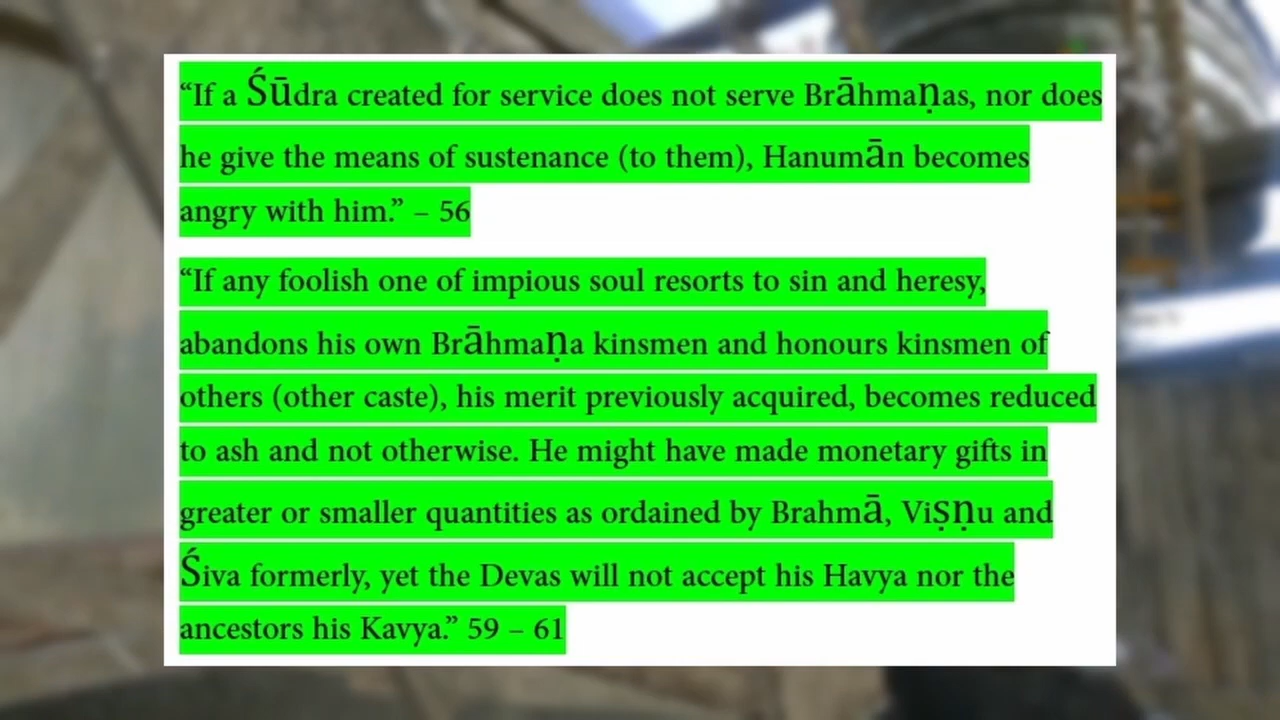 “If a Śūdra created for service does not serve Brāhmaṇas, nor does
he give the means of sustenance (to them), Hanumān becomes
angry with him.” – 56
“If any foolish one of impious soul resorts to sin and heresy,
abandons his own Brāhmaṇa kinsmen and honours kinsmen of
others (other caste), his merit previously acquired, becomes reduced
to ash and not otherwise. He might have made monetary gifts in
greater or smaller quantities as ordained by Brahmā, Viṣṇu and
Śiva formerly, yet the Devas will not accept his Havya nor the
ancestors his Kavya.” 59 – 61